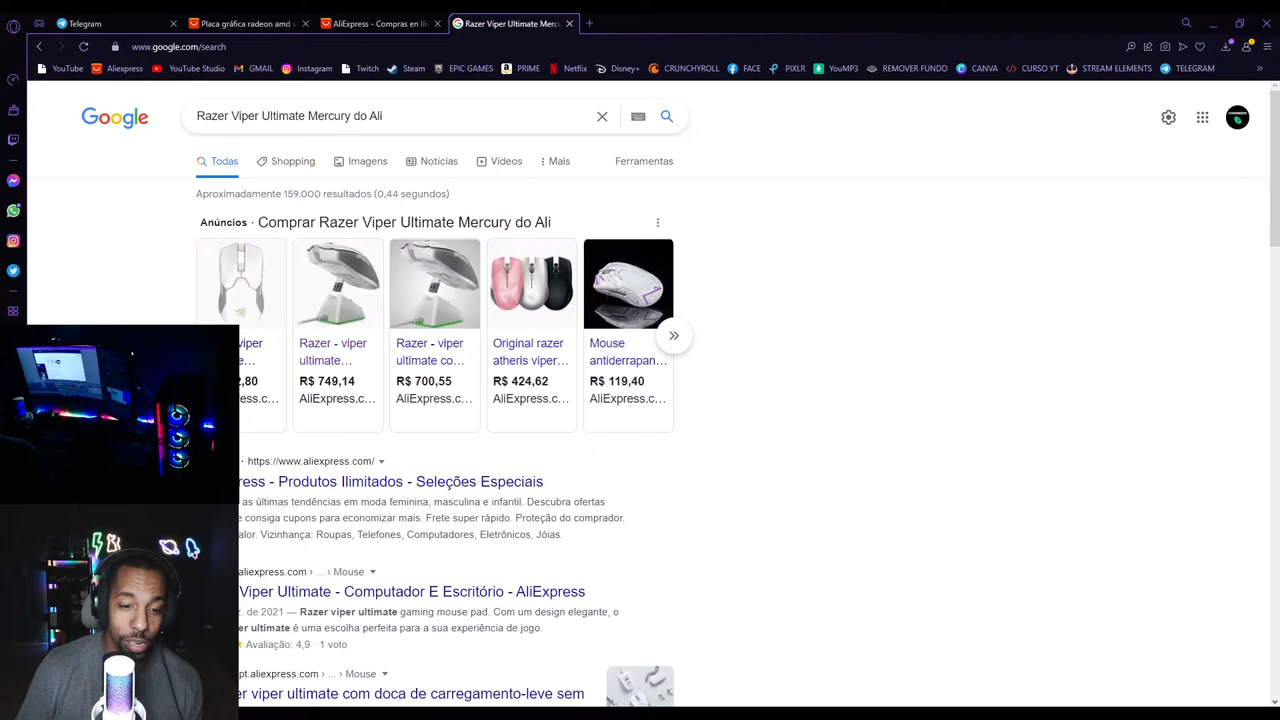 Telegram
Placa gráfica radeon amd
AliExpress - Compras en lí
Razer Viper Ultimate Merc
www.google.com/search
YouTube
Aliexpress
YouTube Studio
GMAIL
Instagram
Twitch
Steam
EPIC GAMES
PRIME
Netflix
Disney+
CRUNCHYROLL
FACE
PIXLR
YouMP3
REMOVER FUNDO
CANVA
CURSO YT
STREAM ELEMENTS
TELEGRAM
Google
Razer Viper Ultimate Mercury do Ali
Todas
Shopping
Imagens
Notícias
Vídeos
Mais
Ferramentas
Aproximadamente 159.000 resultados (0,44 segundos)
Anúncios · Comprar Razer Viper Ultimate Mercury do Ali
viper
2,80
AliExpress.c...
Razer - viper
ultimate...
R$ 749,14
AliExpress.c...
Razer - viper
ultimate co...
R$ 700,55
AliExpress.c...
Original razer
atheris viper...
R$ 424,62
AliExpress.c...
Mouse
antiderrapan...
R$ 119,40
AliExpress.c...
· https://www.aliexpress.com/
ress - Produtos Ilimitados - Seleções Especiais
as últimas tendências em moda feminina, masculina e infantil. Descubra ofertas
e consiga cupons para economizar mais. Frete super rápido. Proteção do comprador.
alor. Vizinhança: Roupas, Telefones, Computadores, Eletrônicos, Jóias.
aliexpress.com › ... › Mouse
Viper Ultimate - Computador E Escritório - AliExpress
z. de 2021 — Razer viper ultimate gaming mouse pad. Com um design elegante, o
er ultimate é uma escolha perfeita para a sua experiência de jogo.
Avaliação: 4,9 · 1 voto
pt.aliexpress.com › ... › Mouse
er viper ultimate com doca de carregamento-leve sem